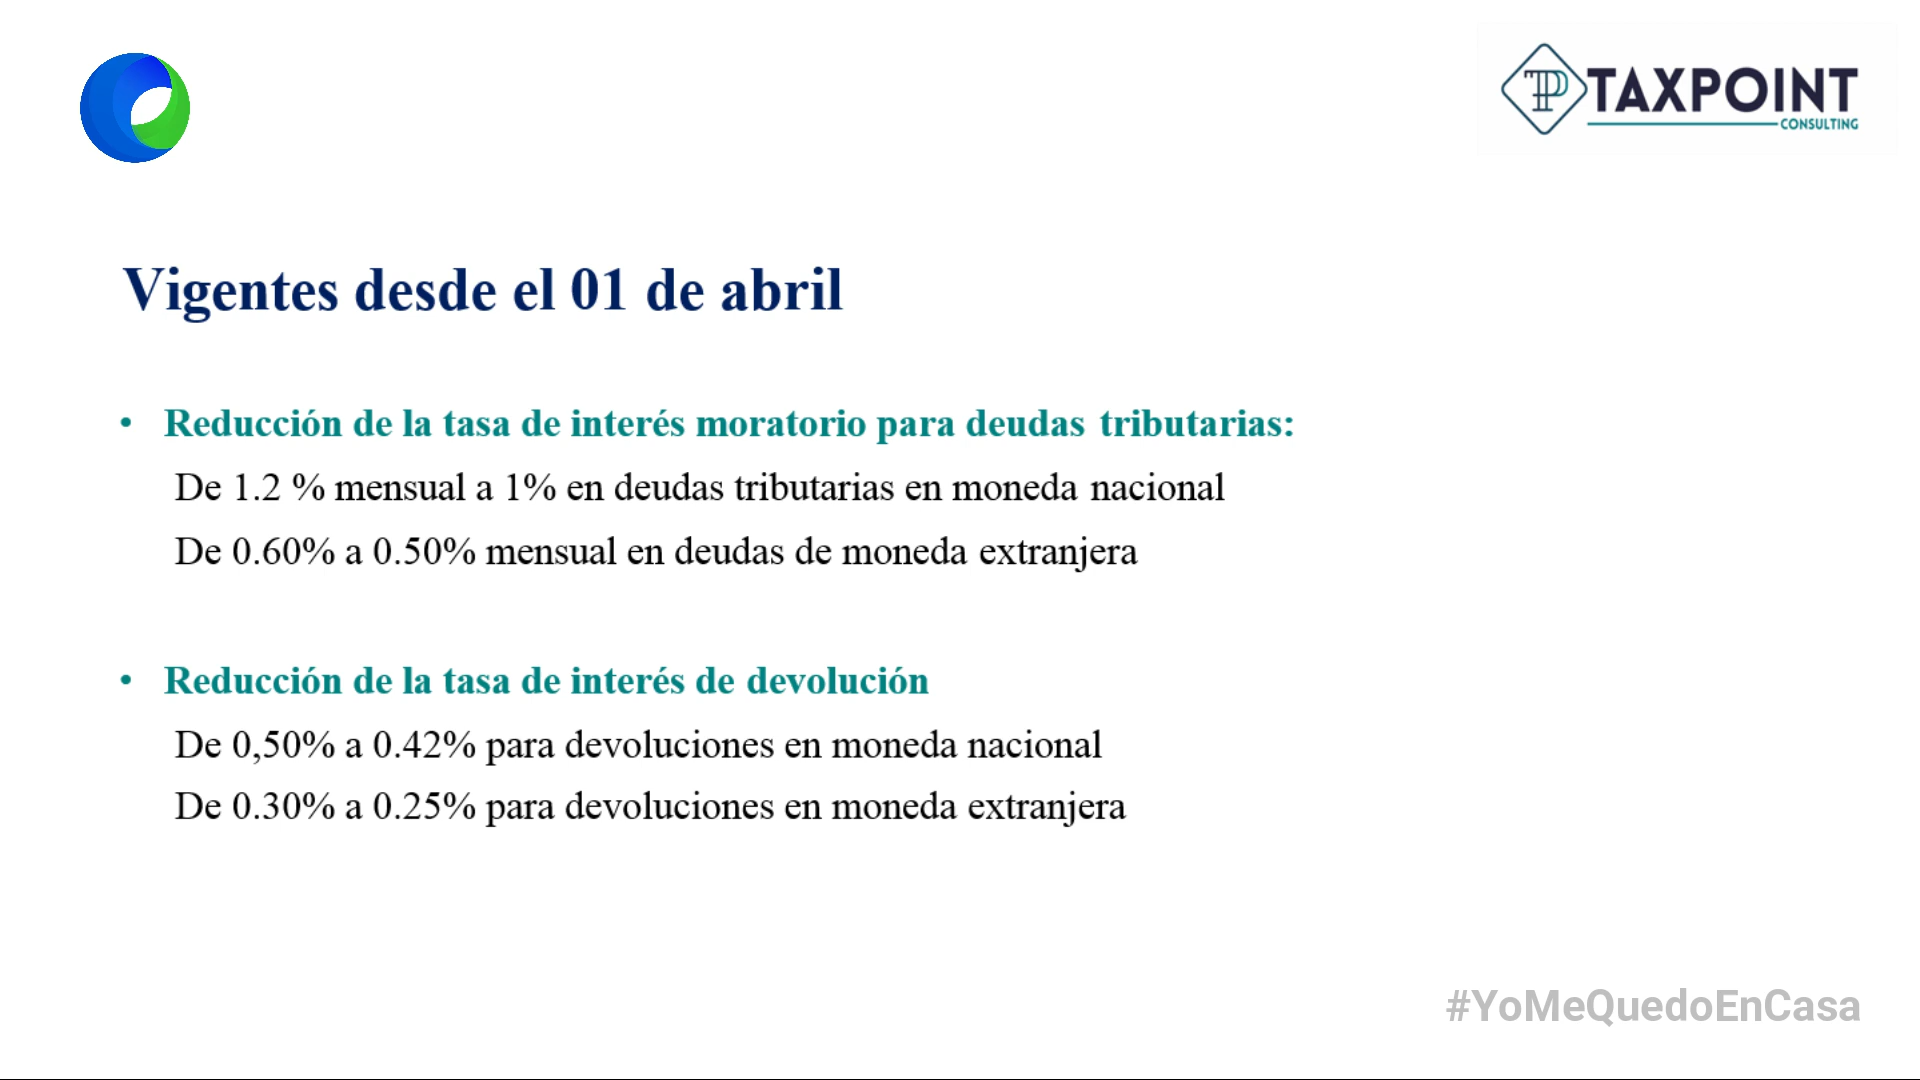 TAXPOINT
CONSULTING
Vigentes desde el 01 de abril
• Reducción de la tasa de interés moratorio para deudas tributarias:
De 1.2 % mensual a 1% en deudas tributarias en moneda nacional
De 0.60% a 0.50% mensual en deudas de moneda extranjera
• Reducción de la tasa de interés de devolución
De 0,50% a 0.42% para devoluciones en moneda nacional
De 0.30% a 0.25% para devoluciones en moneda extranjera
#YoMeQuedoEnCasa